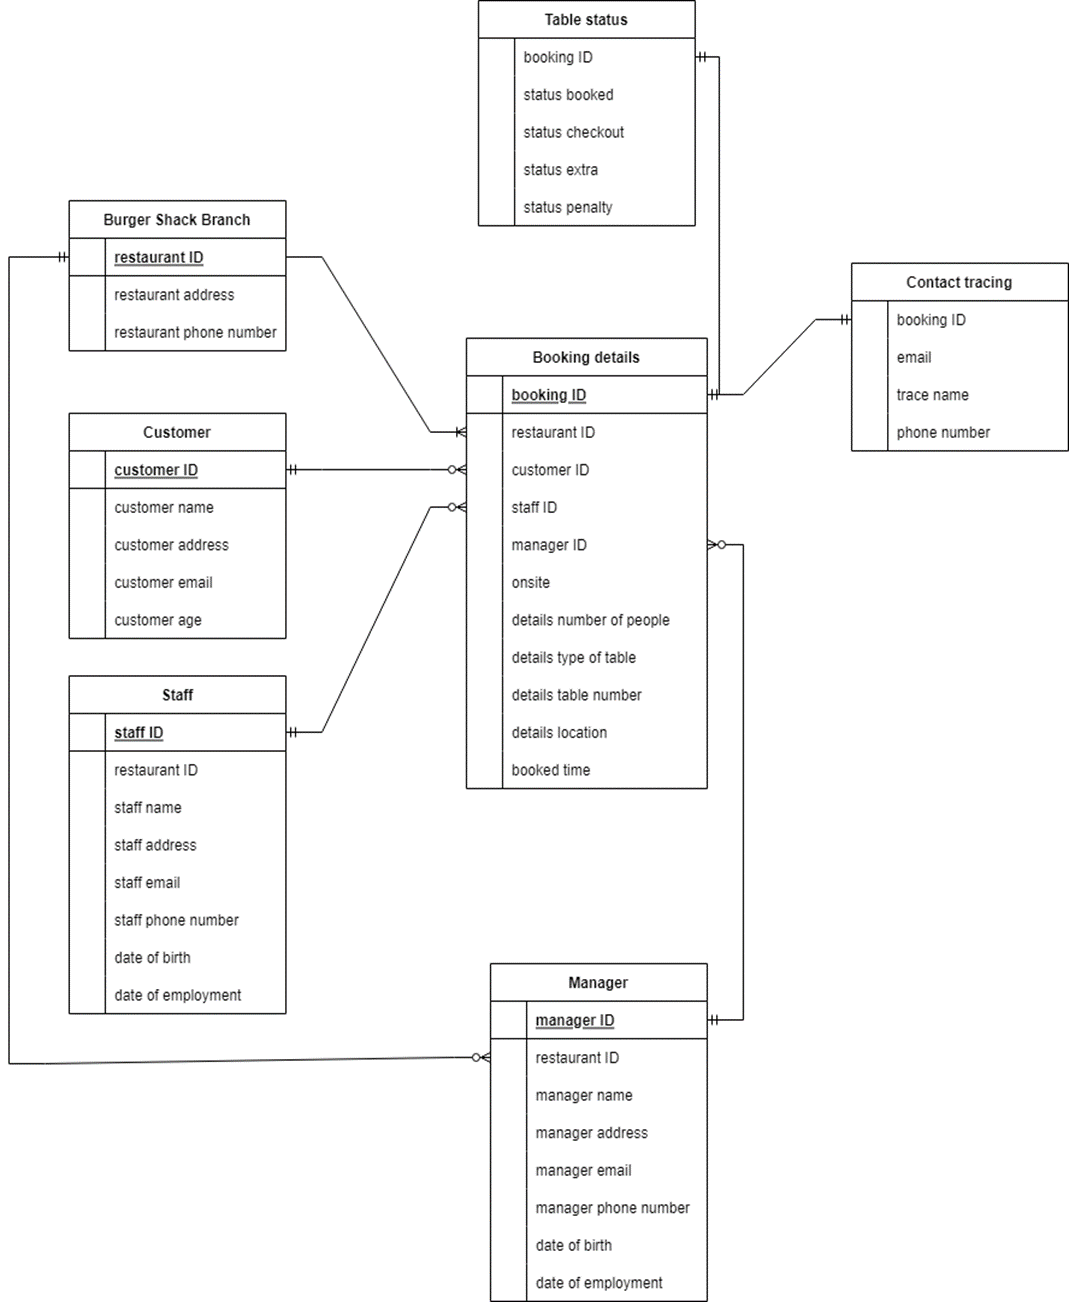 Table status
booking ID
status booked
status checkout
status extra
status penalty
Burger Shack Branch
restaurant ID
restaurant address
restaurant phone number
Contact tracing
booking ID
email
trace name
phone number
Booking details
booking ID
restaurant ID
customer ID
staff ID
manager ID
onsite
details number of people
details type of table
details table number
details location
booked time
Customer
customer ID
customer name
customer address
customer email
customer age
Staff
staff ID
restaurant ID
staff name
staff address
staff email
staff phone number
date of birth
date of employment
Manager
manager ID
restaurant ID
manager name
manager address
manager email
manager phone number
date of birth
date of employment